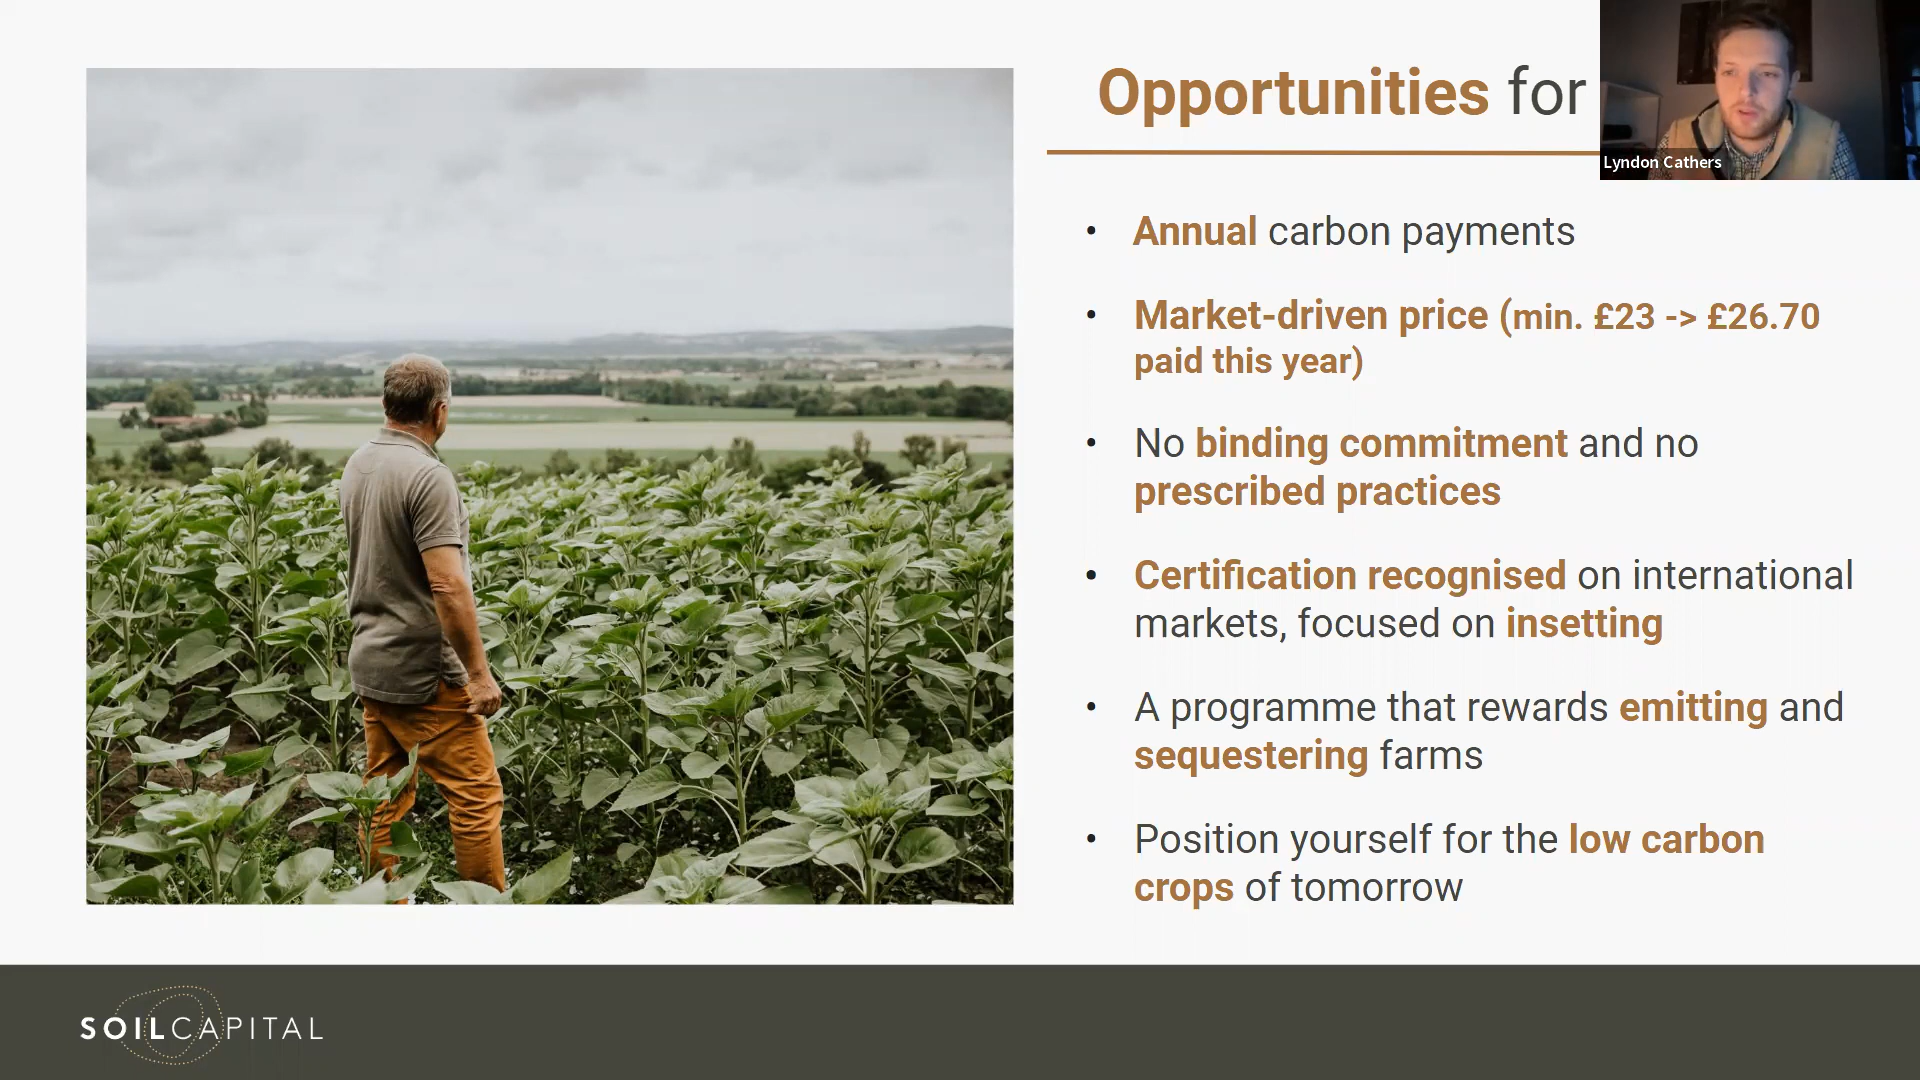 Opportunities for
Lyndon Cathers
• Annual carbon payments
• Market-driven price (min. £23 -> £26.70
paid this year)
• No binding commitment and no
prescribed practices
• Certification recognised on international
markets, focused on insetting
• A programme that rewards emitting and
sequestering farms
• Position yourself for the low carbon
crops of tomorrow
SOILCAPITAL